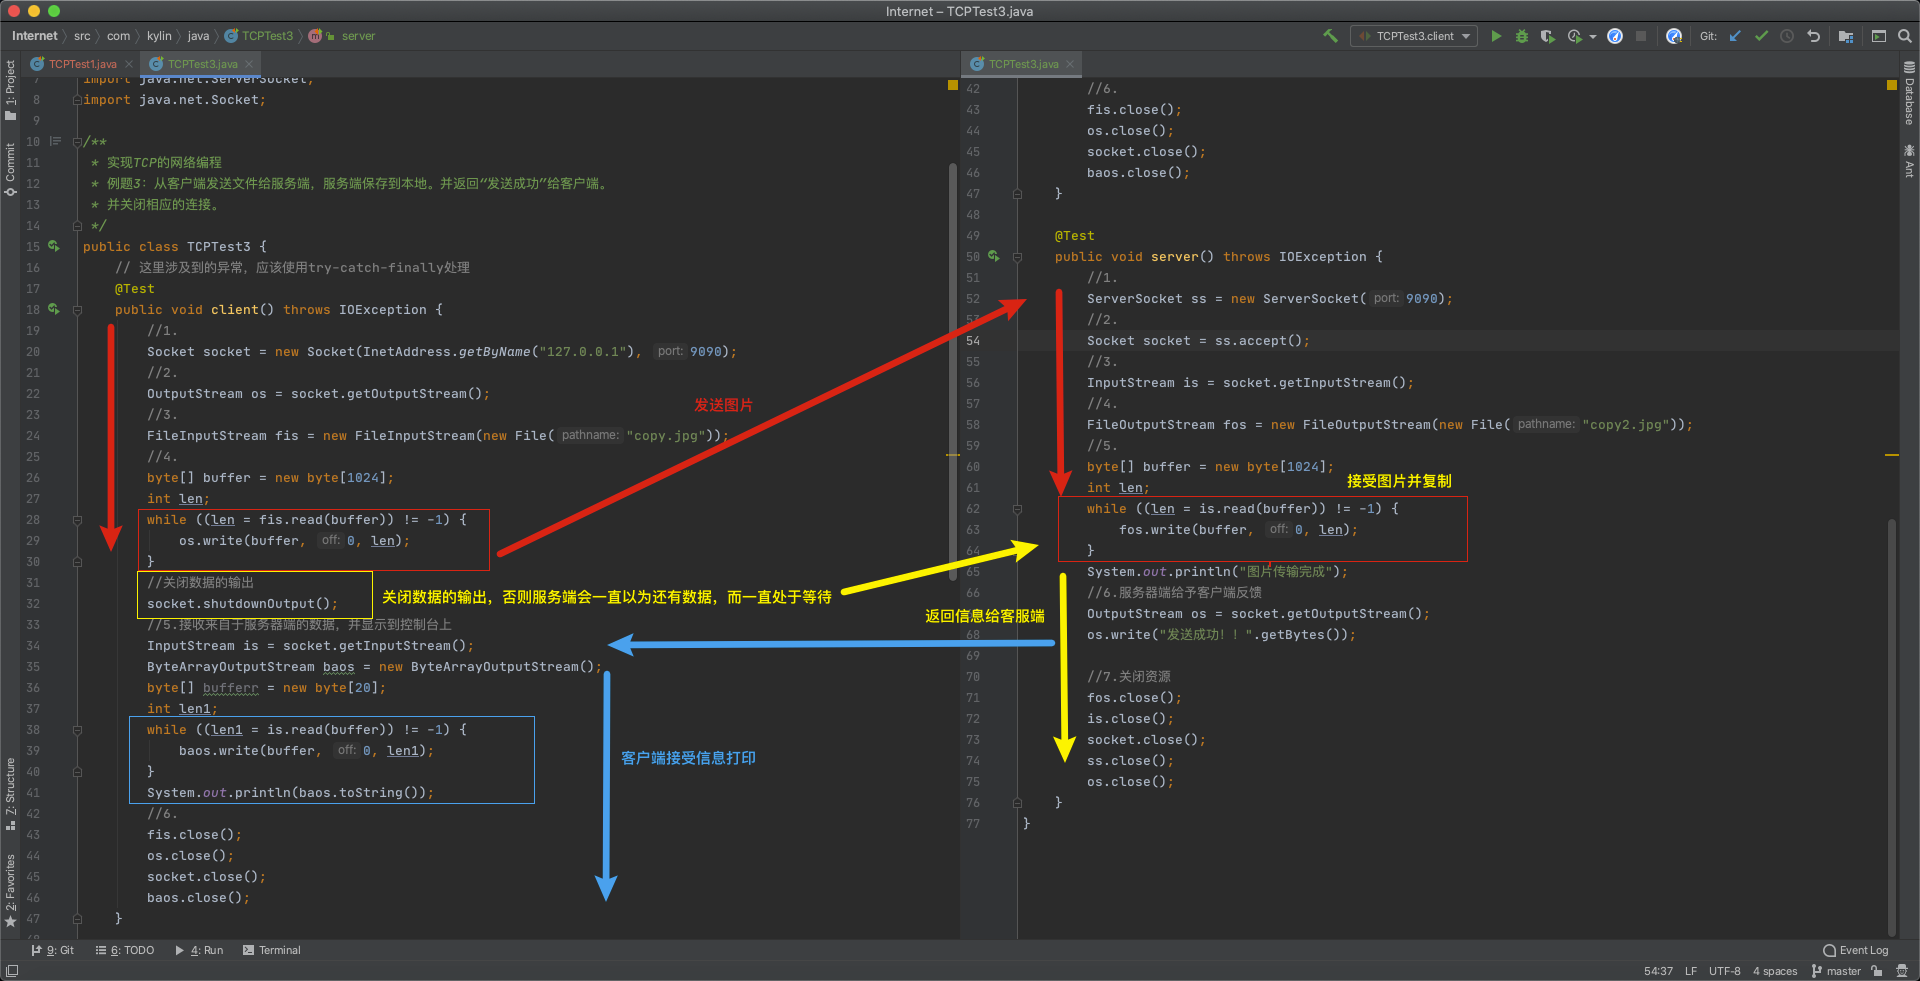 Internet – TCPTest3.java
Internet src com kylin java TCPTest3 server
TCPTest3.client
Git:
TCPTest1.java
TCPTest3.java
TCPTest3.java
1: Project
Commit
Z: Structure
2: Favorites
Database
Ant
7 import java.net.ServerSocket;
8 import java.net.Socket;
9
10 /**
11 * 实现TCP的网络编程
12 * 例题3：从客户端发送文件给服务端，服务端保存到本地。并返回“发送成功”给客户端。
13 * 并关闭相应的连接。
14 */
15 public class TCPTest3 {
16 // 这里涉及到的异常，应该使用try-catch-finally处理
17 @Test
18 public void client() throws IOException {
19 //1.
20 Socket socket = new Socket(InetAddress.getByName("127.0.0.1"), port: 9090);
21 //2.
22 OutputStream os = socket.getOutputStream();
23 //3.
24 FileInputStream fis = new FileInputStream(new File( pathname: "copy.jpg"));
25 //4.
26 byte[] buffer = new byte[1024];
27 int len;
28 while ((len = fis.read(buffer)) != -1) {
29 os.write(buffer, off: 0, len);
30 }
31 //关闭数据的输出
32 socket.shutdownOutput();
33 //5.接收来自于服务器端的数据，并显示到控制台上
34 InputStream is = socket.getInputStream();
35 ByteArrayOutputStream baos = new ByteArrayOutputStream();
36 byte[] bufferr = new byte[20];
37 int len1;
38 while ((len1 = is.read(buffer)) != -1) {
39 baos.write(buffer, off: 0, len1);
40 }
41 System.out.println(baos.toString());
42 //6.
43 fis.close();
44 os.close();
45 socket.close();
46 baos.close();
47 }
发送图片
关闭数据的输出，否则服务端会一直以为还有数据，而一直处于等待
返回信息给客服端
客户端接受信息打印
接受图片并复制
42 //6.
43 fis.close();
44 os.close();
45 socket.close();
46 baos.close();
47 }
48
49 @Test
50 public void server() throws IOException {
51 //1.
52 ServerSocket ss = new ServerSocket( port: 9090);
53 //2.
54 Socket socket = ss.accept();
55 //3.
56 InputStream is = socket.getInputStream();
57 //4.
58 FileOutputStream fos = new FileOutputStream(new File( pathname: "copy2.jpg"));
59 //5.
60 byte[] buffer = new byte[1024];
61 int len;
62 while ((len = is.read(buffer)) != -1) {
63 fos.write(buffer, off: 0, len);
64 }
65 System.out.println("图片传输完成");
66 //6.服务器端给予客户端反馈
OutputStream os = socket.getOutputStream();
68 os.write("发送成功！！".getBytes());
69
70 //7.关闭资源
71 fos.close();
72 is.close();
73 socket.close();
74 ss.close();
75 os.close();
76 }
77 }
9: Git 6: TODO 4: Run Terminal Event Log
54:37 LF UTF-8 4 spaces master